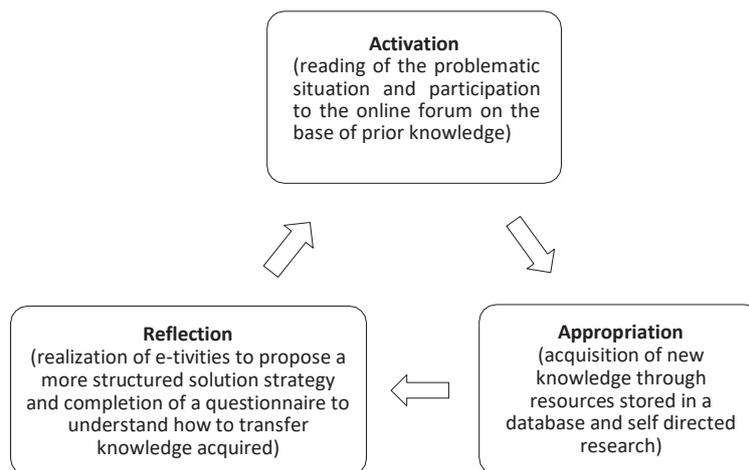 Activation
(reading of the problematic
situation and participation
to the online forum on the
base of prior knowledge)
Reflection
(realization of e-tivities to propose a
more structured solution strategy
and completion of a questionnaire to
understand how to transfer
knowledge acquired)
Appropriation
(acquisition of new
knowledge through
resources stored in a
database and self directed
research)